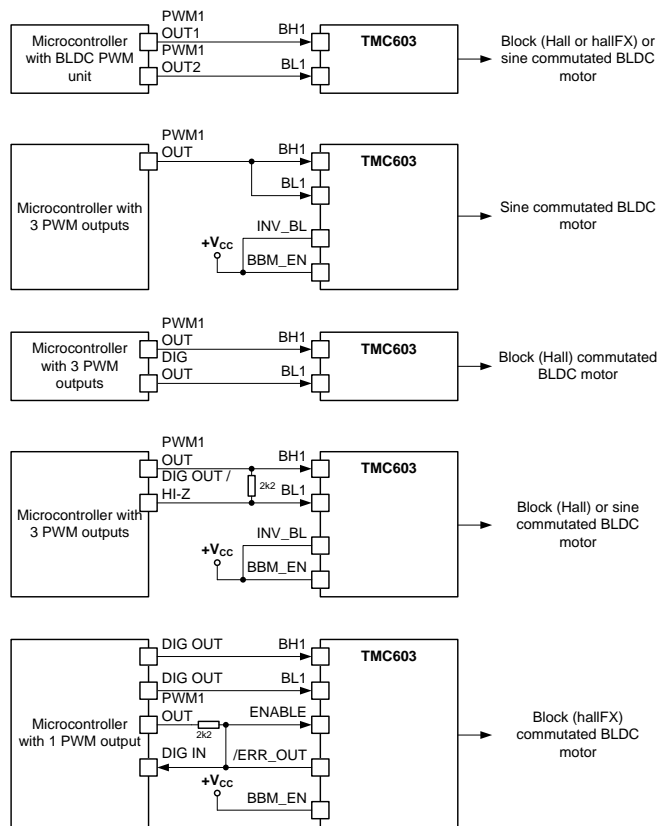 PWM1
OUT1
BH1
PWM1
OUT2
BL1
Microcontroller
with BLDC PWM
unit
TMC603
Block (Hall or hallFX) or
sine commutated BLDC
motor
PWM1
OUT
BH1
BL1
INV_BL
+VCC
BBM_EN
Microcontroller with
3 PWM outputs
TMC603
Sine commutated BLDC
motor
PWM1
OUT
BH1
DIG
OUT
BL1
Microcontroller
with 3 PWM
outputs
TMC603
Block (Hall) commutated
BLDC motor
PWM1
OUT
BH1
DIG OUT /
HI-Z
2k2
BL1
INV_BL
+VCC
BBM_EN
Microcontroller with
3 PWM outputs
TMC603
Block (Hall) or sine
commutated BLDC
motor
DIG OUT
BH1
DIG OUT
BL1
PWM1
OUT
2k2
ENABLE
DIG IN
/ERR_OUT
+VCC
BBM_EN
Microcontroller
with 1 PWM output
TMC603
Block (hallFX)
commutated BLDC
motor